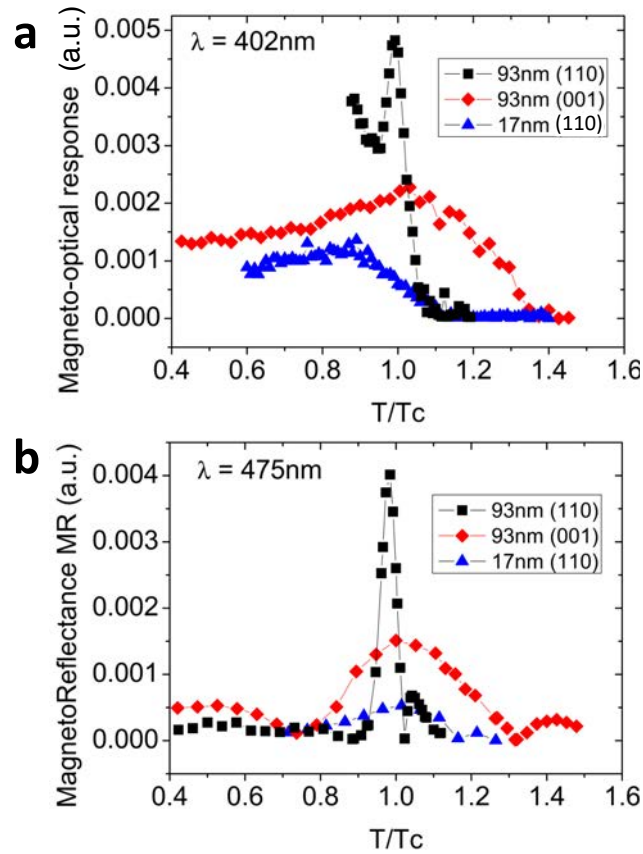 a
λ = 402nm
93nm (110)
93nm (001)
17nm (110)
Magneto-optical response (a.u.)
0.005
0.004
0.003
0.002
0.001
0.000
0.4 0.6 0.8 1.0 1.2 1.4 1.6
T/Tc
b
λ = 475nm
93nm (110)
93nm (001)
17nm (110)
MagnetoReflectance MR (a.u.)
0.004
0.003
0.002
0.001
0.000
0.4 0.6 0.8 1.0 1.2 1.4 1.6
T/Tc